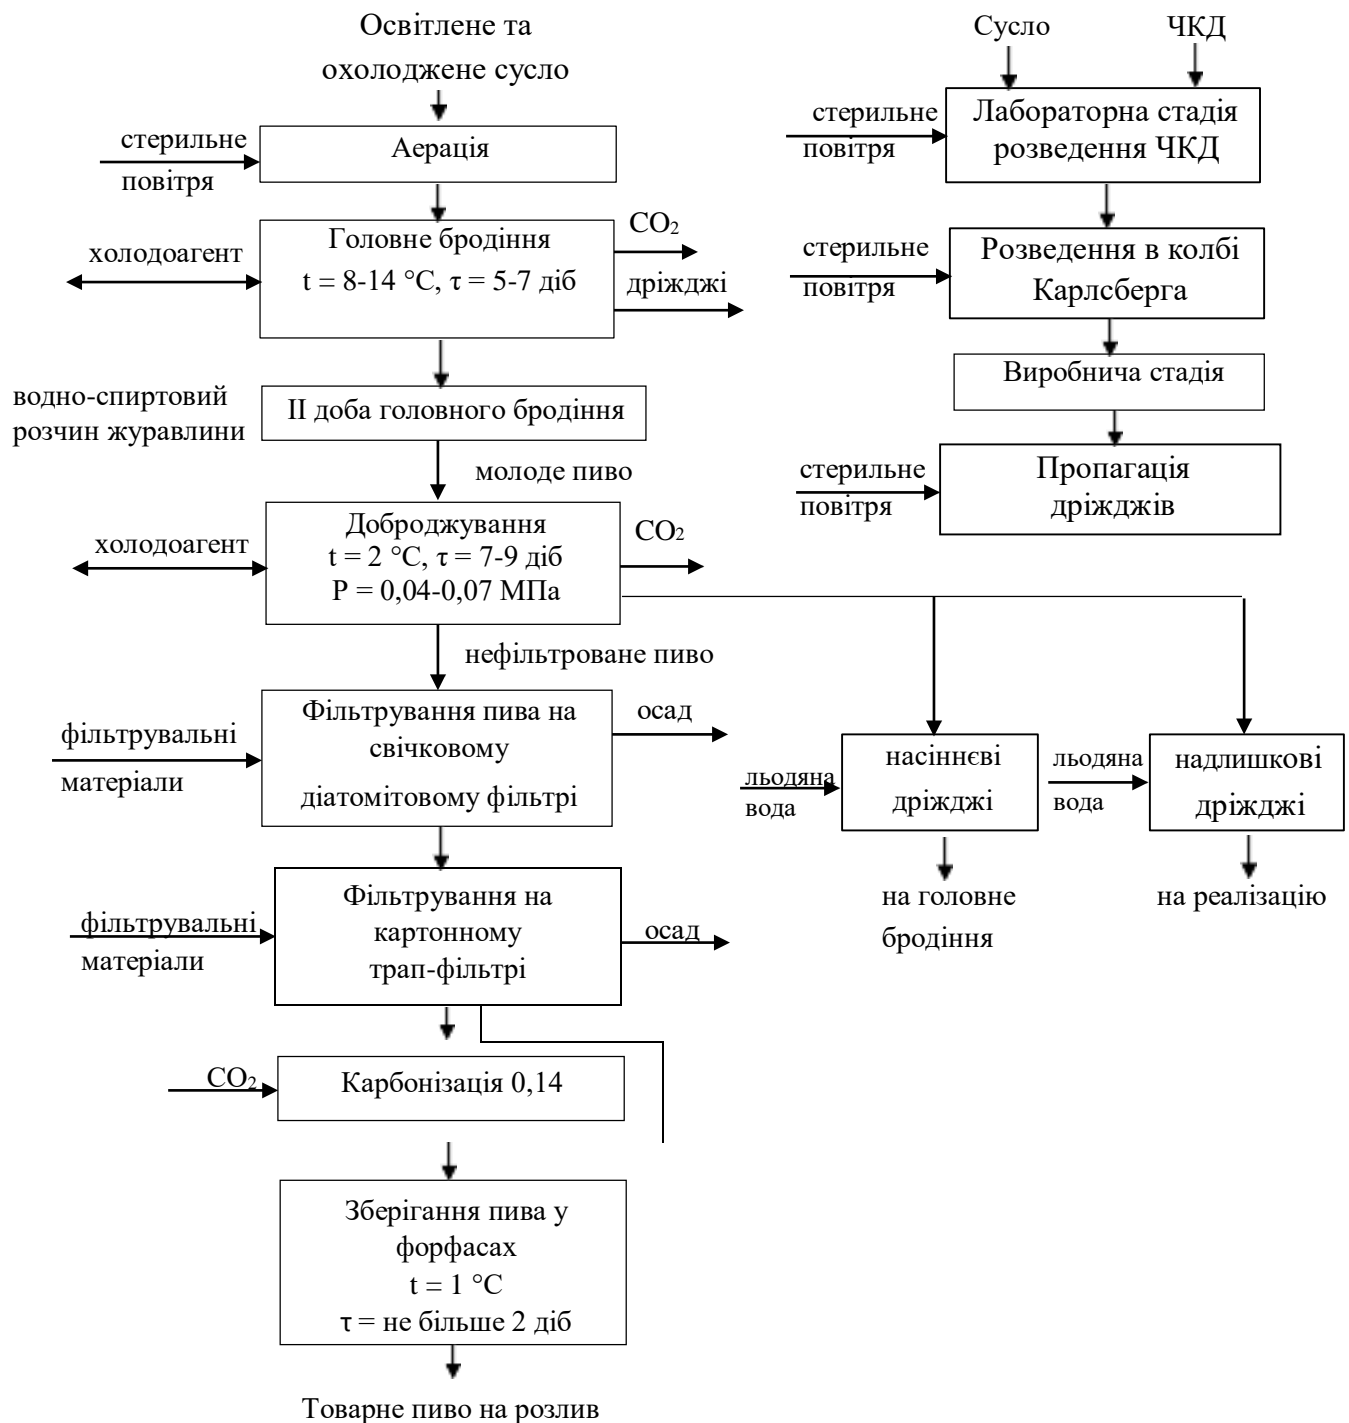 Освітлене та
охолоджене сусло
стерильне
повітря
Аерація
холодоагент
Головне бродіння
t = 8-14 °C, τ = 5-7 діб
CO₂
дріжджі
водно-спиртовий
розчин журавлини
II доба головного бродіння
молоде пиво
холодоагент
Доброджування
t = 2 °C, τ = 7-9 діб
P = 0,04-0,07 МПа
CO₂
нефільтроване пиво
фільтрувальні
матеріали
Фільтрування пива на
свічковому
діатомітовому фільтрі
осад
фільтрувальні
матеріали
Фільтрування на
картонному
трап-фільтрі
осад
CO₂
Карбонізація 0,14
Зберігання пива у
форфасах
t = 1 °C
τ = не більше 2 діб
Товарне пиво на розлив
Сусло
ЧКД
стерильне
повітря
Лабораторна стадія
розведення ЧКД
стерильне
повітря
Розведення в колбі
Карлсберга
Виробнича стадія
стерильне
повітря
Пропагація
дріжджів
льодяна
вода
насіннєві
дріжджі
льодяна
вода
надлишкові
дріжджі
на головне
бродіння
на реалізацію